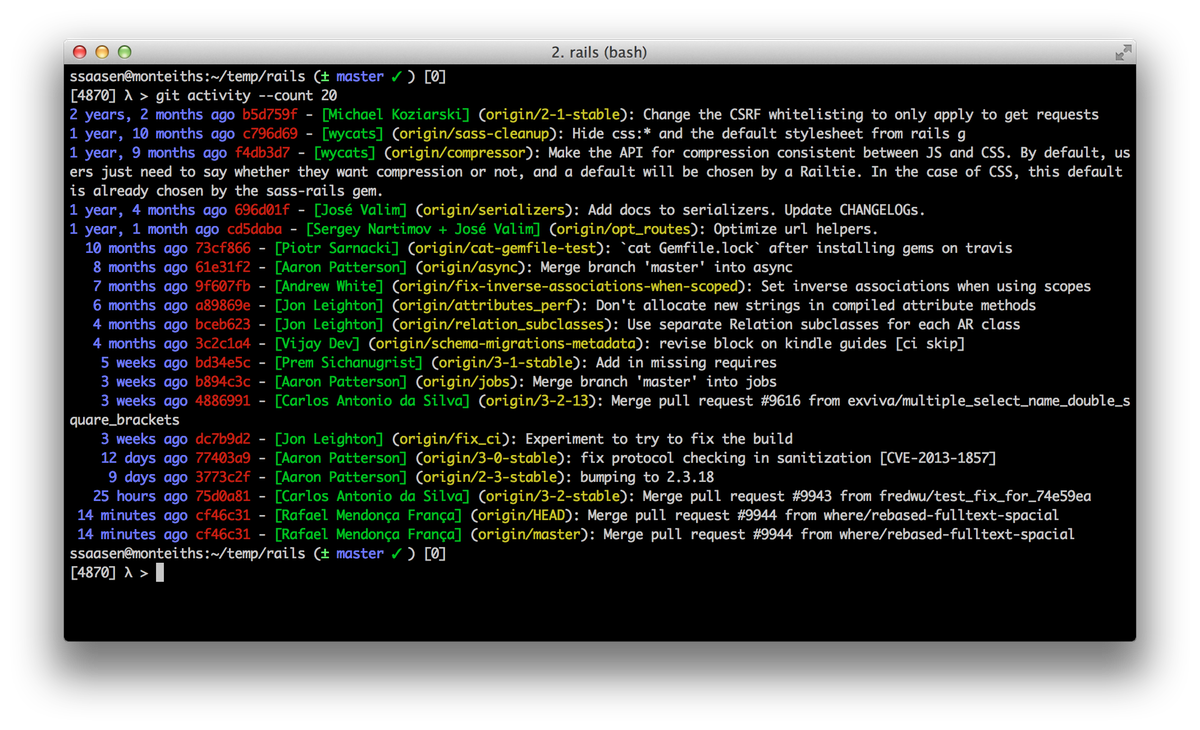 2. rails (bash)
ssaasen@monteiths:~/temp/rails (± master ✓ ) [0]
[4870] λ > git activity --count 20
2 years, 2 months ago b5d759f - [Michael Koziarski] (origin/2-1-stable): Change the CSRF whitelisting to only apply to get requests
1 year, 10 months ago c796d69 - [wycats] (origin/sass-cleanup): Hide css:* and the default stylesheet from rails g
1 year, 9 months ago f4db3d7 - [wycats] (origin/compressor): Make the API for compression consistent between JS and CSS. By default, us
ers just need to say whether they want compression or not, and a default will be chosen by a Railtie. In the case of CSS, this default
is already chosen by the sass-rails gem.
1 year, 4 months ago 696d01f - [José Valim] (origin/serializers): Add docs to serializers. Update CHANGELOGs.
1 year, 1 month ago cd5daba - [Sergey Nartimov + José Valim] (origin/opt_routes): Optimize url helpers.
10 months ago 73cf866 - [Piotr Sarnacki] (origin/cat-gemfile-test): `cat Gemfile.lock` after installing gems on travis
8 months ago 61e31f2 - [Aaron Patterson] (origin/async): Merge branch 'master' into async
7 months ago 9f607fb - [Andrew White] (origin/fix-inverse-associations-when-scoped): Set inverse associations when using scopes
6 months ago a89869e - [Jon Leighton] (origin/attributes_perf): Don't allocate new strings in compiled attribute methods
4 months ago bceb623 - [Jon Leighton] (origin/relation_subclasses): Use separate Relation subclasses for each AR class
4 months ago 3c2c1a4 - [Vijay Dev] (origin/schema-migrations-metadata): revise block on kindle guides [ci skip]
5 weeks ago bd34e5c - [Prem Sichanugrist] (origin/3-1-stable): Add in missing requires
3 weeks ago b894c3c - [Aaron Patterson] (origin/jobs): Merge branch 'master' into jobs
3 weeks ago 4886991 - [Carlos Antonio da Silva] (origin/3-2-13): Merge pull request #9616 from exviva/multiple_select_name_double_s
quare_brackets
3 weeks ago dc7b9d2 - [Jon Leighton] (origin/fix_ci): Experiment to try to fix the build
12 days ago 77403a9 - [Aaron Patterson] (origin/3-0-stable): fix protocol checking in sanitization [CVE-2013-1857]
9 days ago 3773c2f - [Aaron Patterson] (origin/2-3-stable): bumping to 2.3.18
25 hours ago 75d0a81 - [Carlos Antonio da Silva] (origin/3-2-stable): Merge pull request #9943 from fredwu/test_fix_for_74e59ea
14 minutes ago cf46c31 - [Rafael Mendonça França] (origin/HEAD): Merge pull request #9944 from where/rebased-fulltext-spacial
14 minutes ago cf46c31 - [Rafael Mendonça França] (origin/master): Merge pull request #9944 from where/rebased-fulltext-spacial
ssaasen@monteiths:~/temp/rails (± master ✓ ) [0]
[4870] λ >